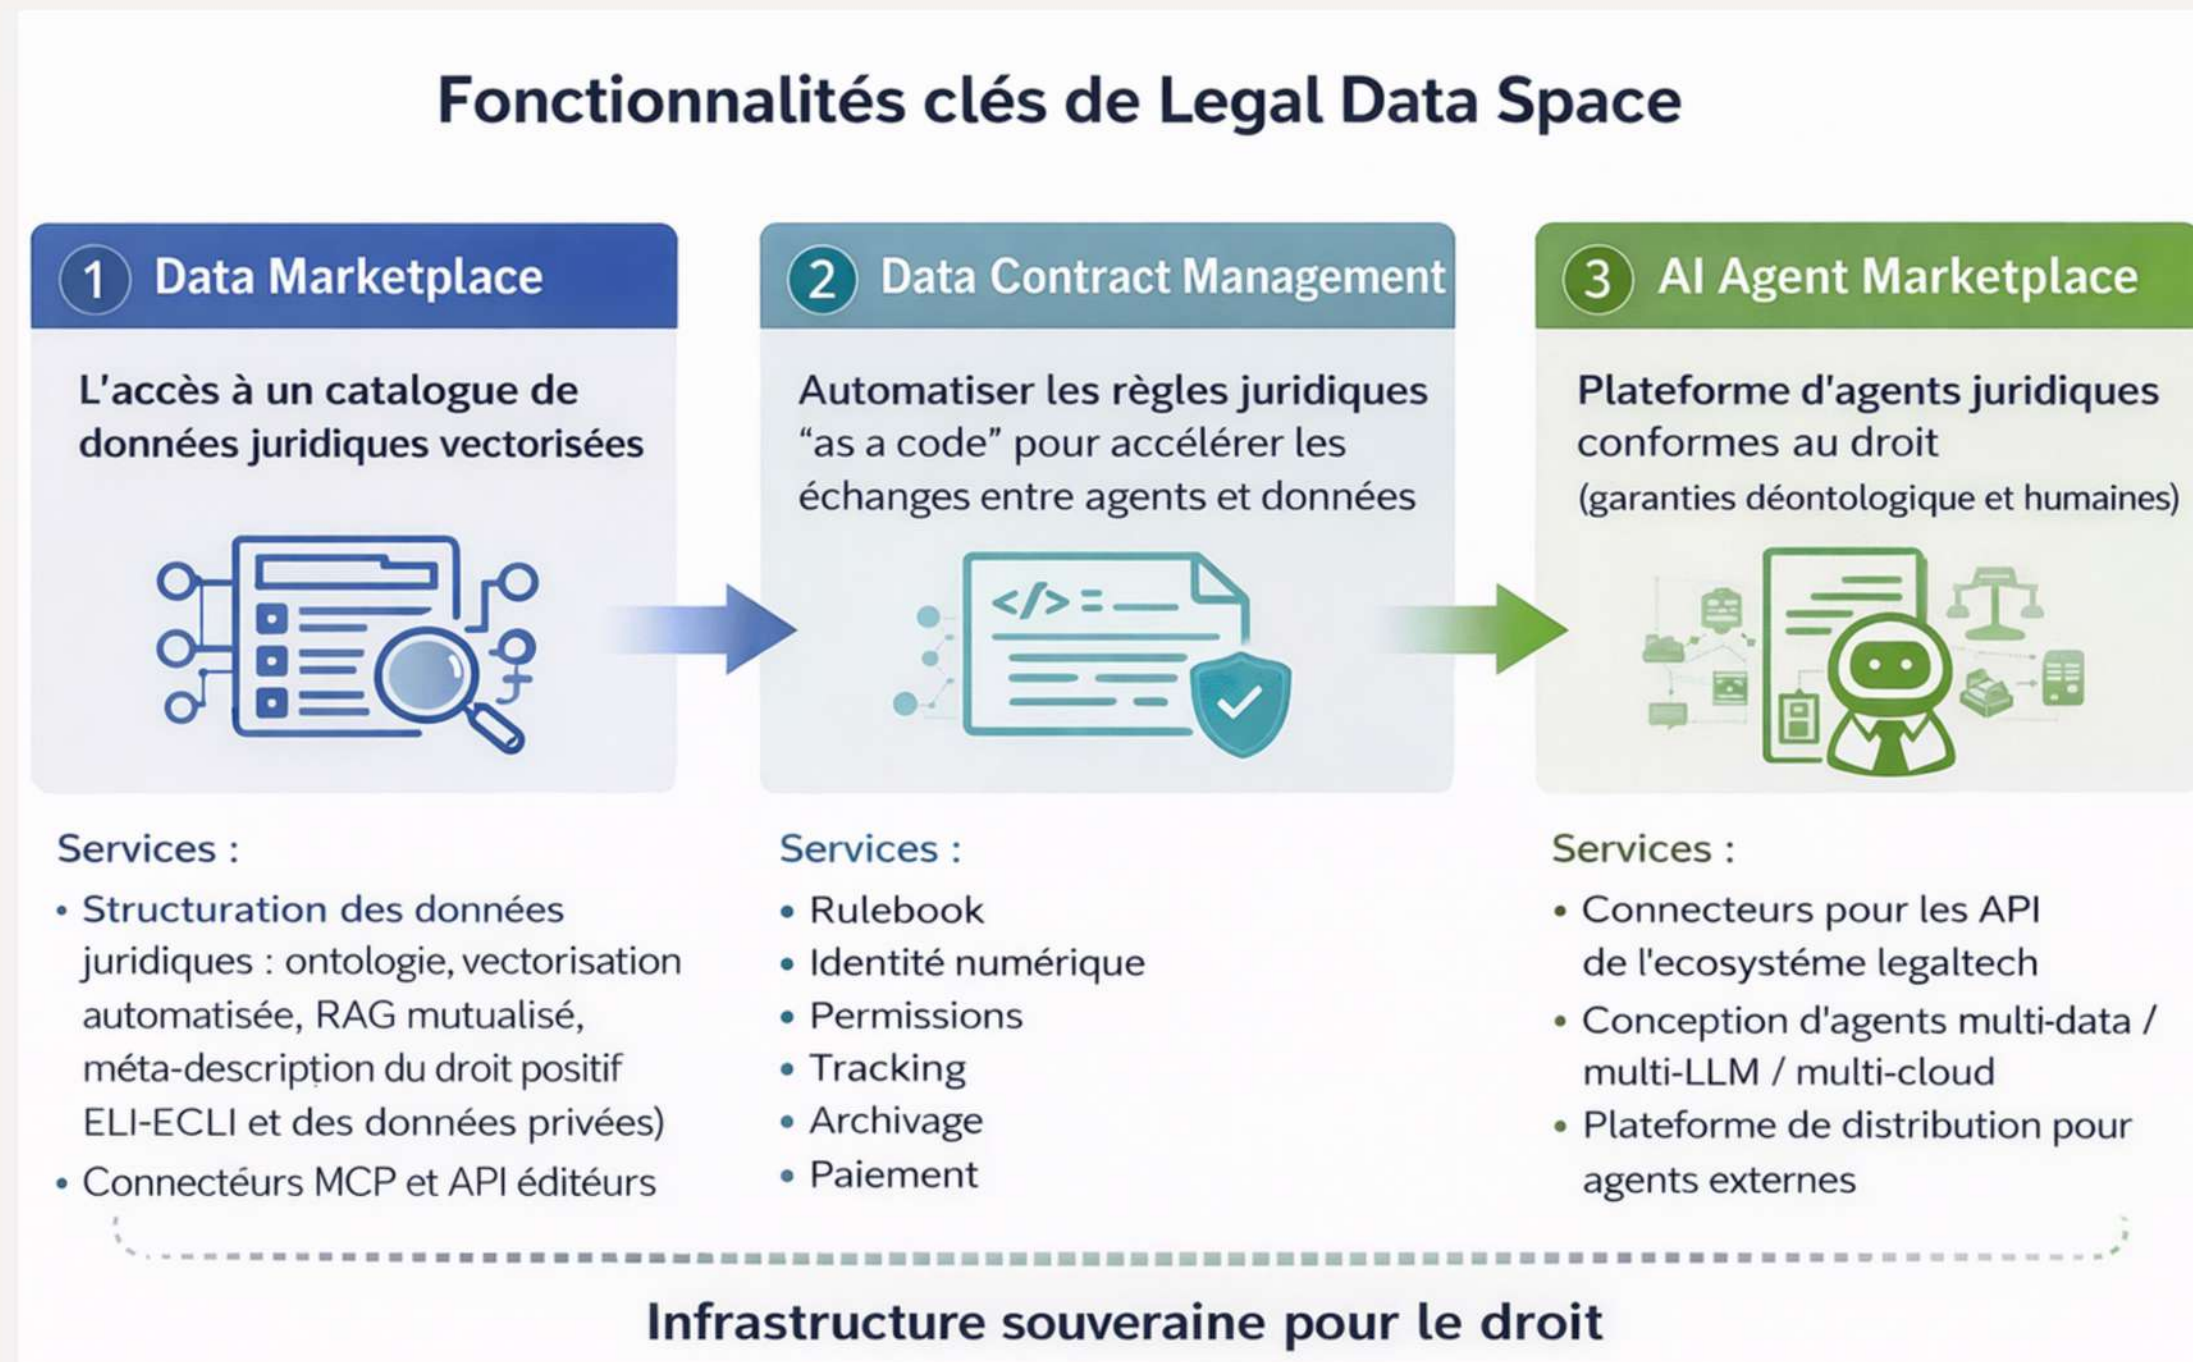 Fonctionnalités clés de Legal Data Space
1 Data Marketplace
L'accès à un catalogue de
données juridiques vectorisées
Services :
• Structuration des données
juridiques : ontologie, vectorisation
automatisée, RAG mutualisé,
méta-description du droit positif
ELI-ECLI et des données privées)
• Connectéurs MCP et API éditéurs
2 Data Contract Management
Automatiser les règles juridiques
“as a code” pour accélérer les
échanges entre agents et données
</> =
Services :
• Rulebook
• Identité numérique
• Permissions
• Tracking
• Archivage
• Paiement
3 AI Agent Marketplace
Plateforme d'agents juridiques
conformes au droit
(garanties déontologique et humaines)
Services :
• Connecteurs pour les API
de l'ecosystéme legaltech
• Conception d'agents multi-data /
multi-LLM / multi-cloud
• Plateforme de distribution pour
agents externes
Infrastructure souveraine pour le droit